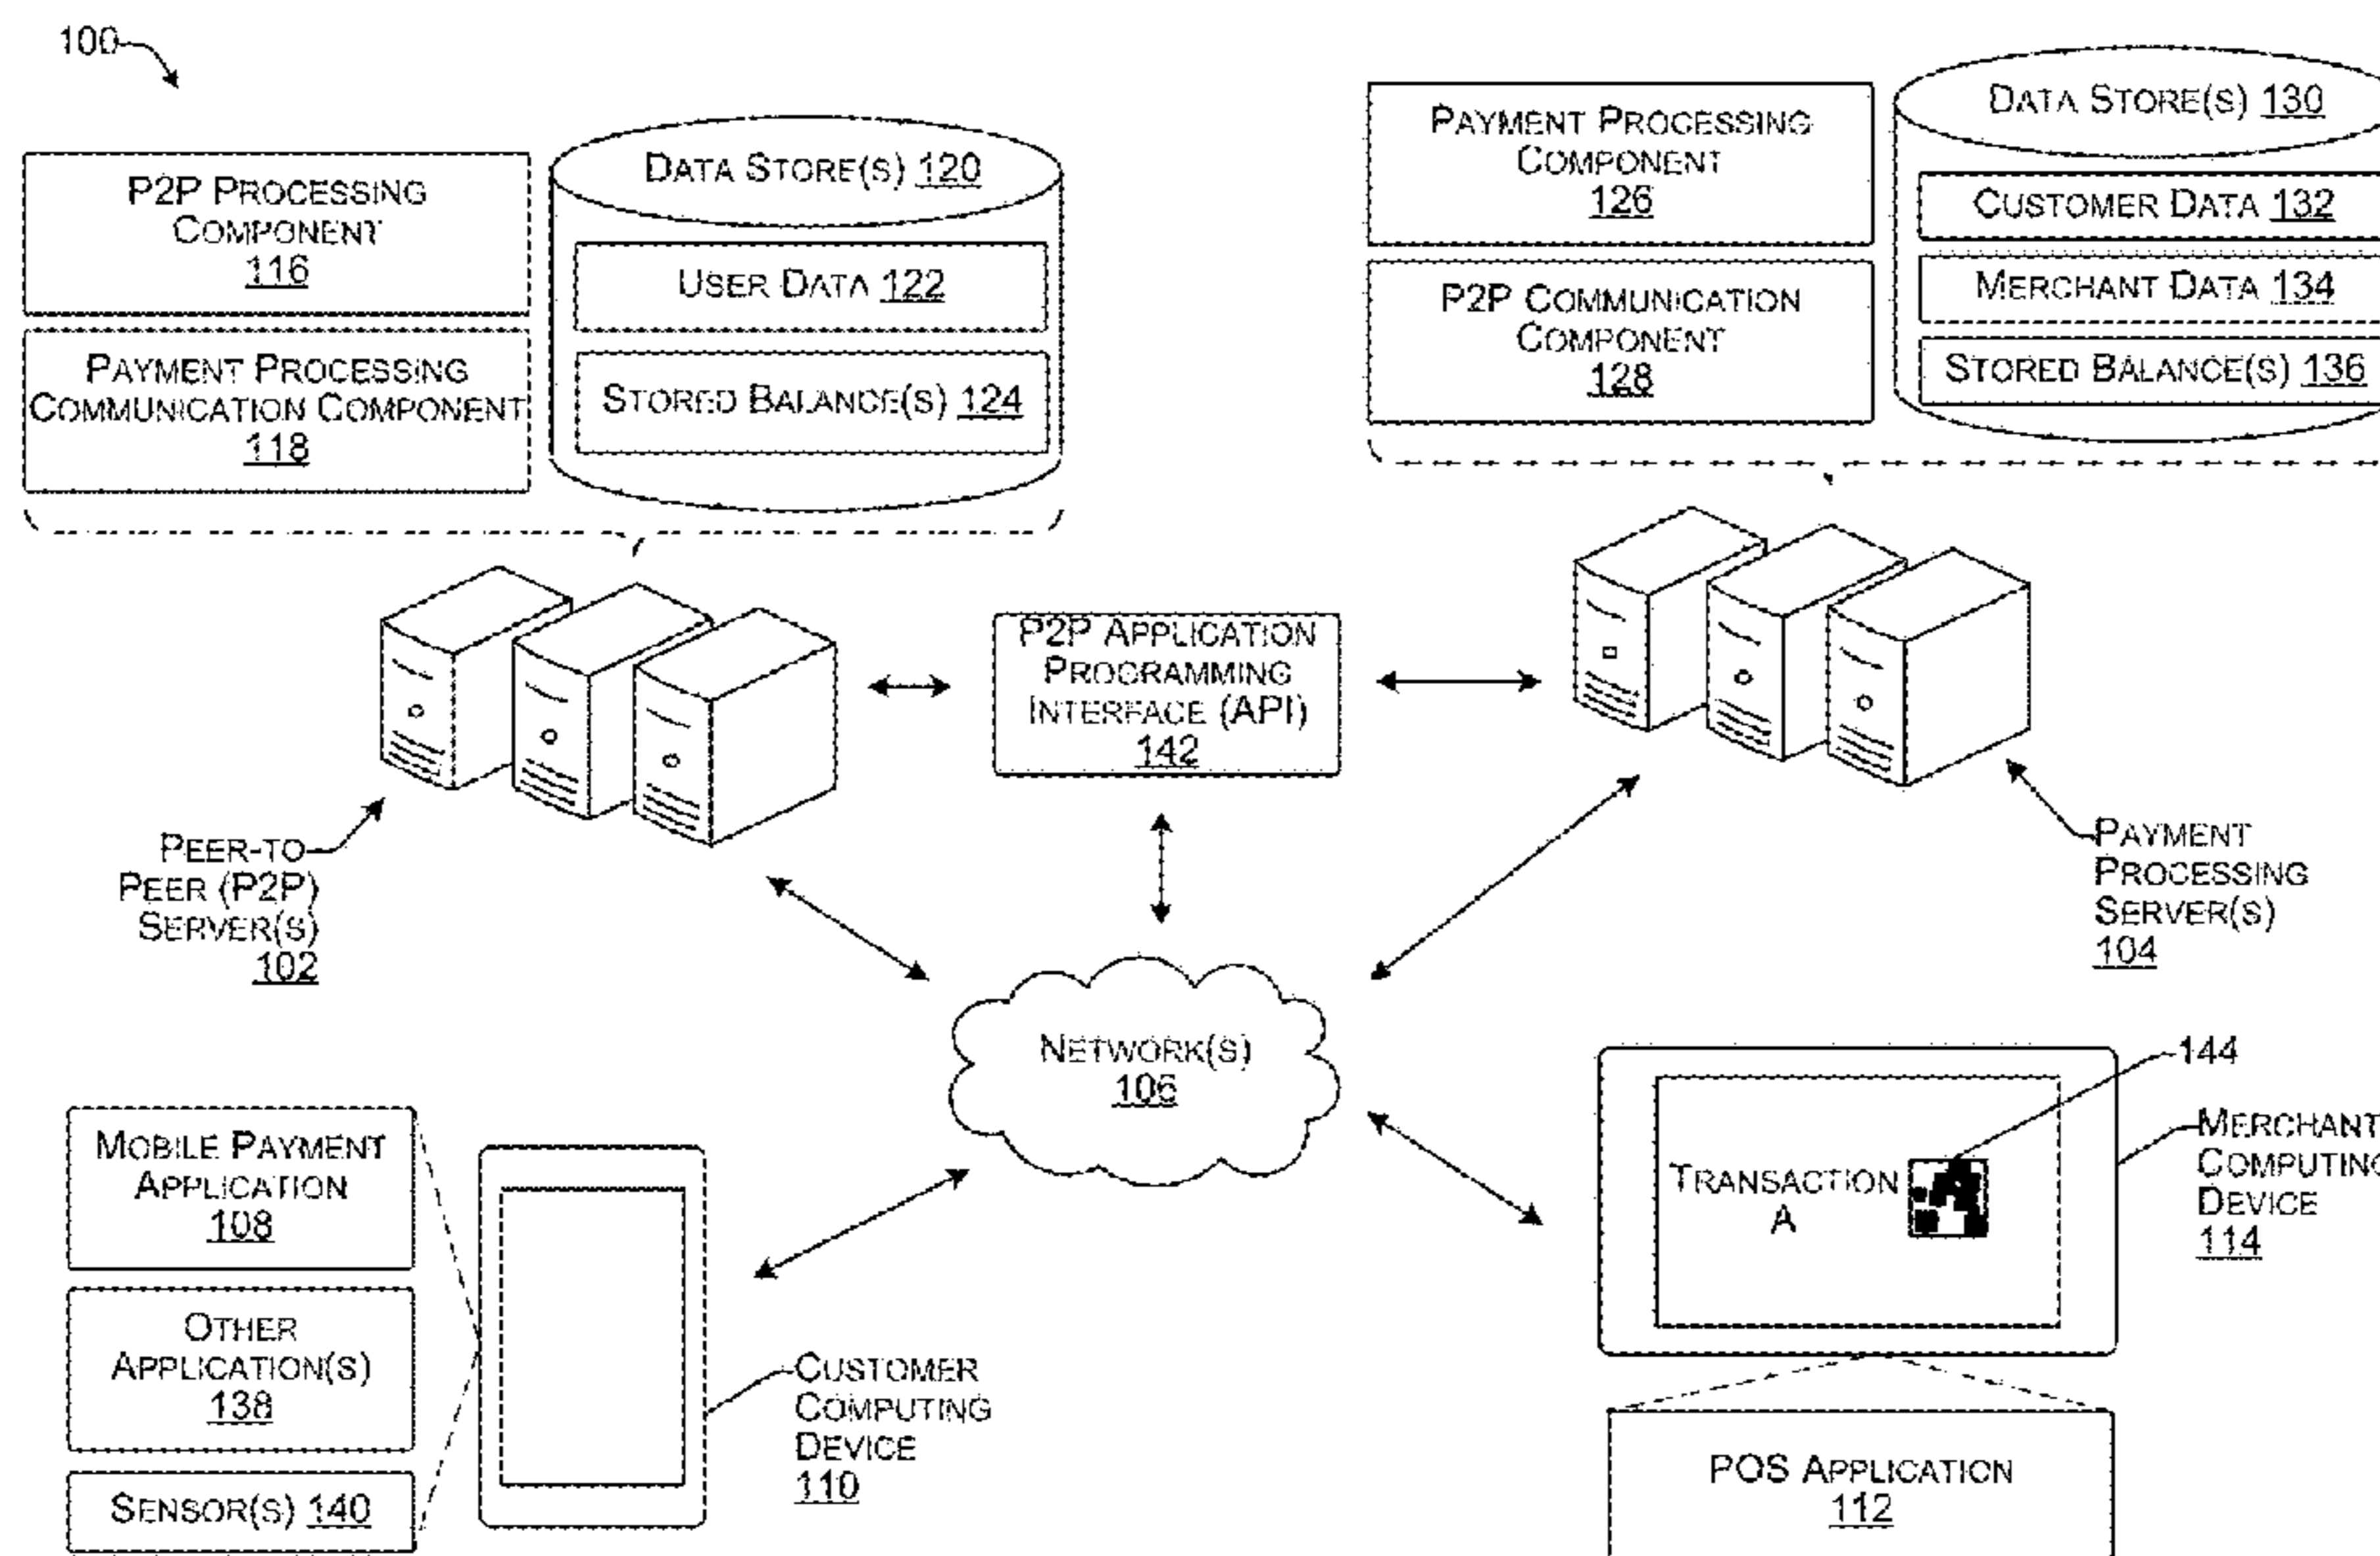 100
P2P PROCESSING
COMPONENT
116
PAYMENT PROCESSING
COMMUNICATION COMPONENT
118
DATA STORE(S) 120
USER DATA 122
STORED BALANCE(S) 124
PAYMENT PROCESSING
COMPONENT
126
P2P COMMUNICATION
COMPONENT
128
DATA STORE(S) 130
CUSTOMER DATA 132
MERCHANT DATA 134
STORED BALANCE(S) 136
P2P APPLICATION
PROGRAMMING
INTERFACE (API)
142
PEER-TO
PEER (P2P)
SERVER(S)
102
PAYMENT
PROCESSING
SERVER(S)
104
NETWORK(S)
106
MOBILE PAYMENT
APPLICATION
108
OTHER
APPLICATION(S)
138
SENSOR(S) 140
CUSTOMER
COMPUTING
DEVICE
110
TRANSACTION
A
144
MERCHANT
COMPUTING
DEVICE
114
POS APPLICATION
112